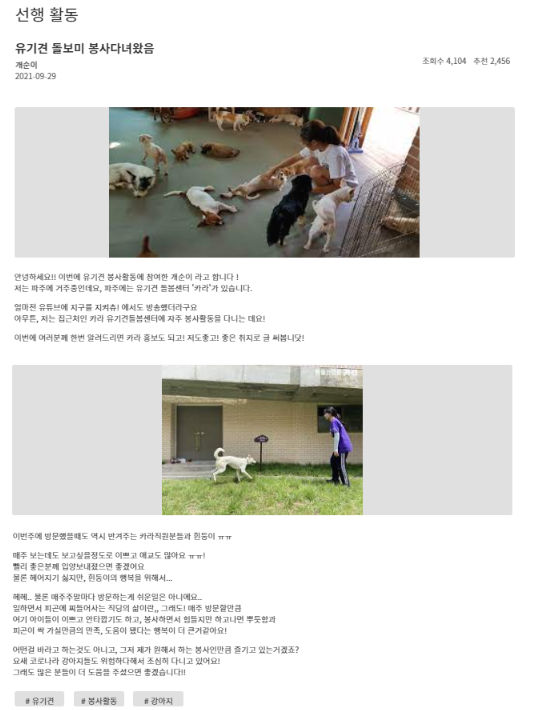 선행 활동
유기견 돌보미 봉사다녀왔음
개순이
2021-09-29
조회수 4,104 추천 2,456
안녕하세요!! 이번에 유기견 봉사활동에 참여한 개순이 라고 합니다 !
저는 파주에 거주중인데요, 파주에는 유기견 돌봄센터 '카라'가 있습니다.
얼마전 유튜브에 지구를 지켜츄! 에서도 방송했더라구요
아무튼, 저는 집근처인 카라 유기견돌봄센터에 자주 봉사활동을 다니는 데요!
이번에 여러분께 한번 알려드리면 카라 홍보도 되고! 저도좋고! 좋은 취지로 글 써봅니닷!
이번주에 방문했을때도 역시 반겨주는 카라직원분들과 흰둥이 ㅠㅠ
매주 보는데도 보고싶을정도로 이쁘고 애교도 많아요 ㅠㅠ!
빨리 좋은분께 입양보내졌으면 좋겠어요
물론 헤어지기 싫지만, 흰둥이의 행복을 위해서...
헤헤.. 물론 매주주말마다 방문하는게 쉬운일은 아니에요..
일하면서 피곤에 찌들어사는 직딩의 삶이란,, 그래도! 매주 방문할만큼
여기 아이들이 이쁘고 안타깝기도 하고, 봉사하면서 힘들지만 하고나면 뿌듯함과
피곤이 싹 가실만큼의 만족, 도움이 됐다는 행복이 더 큰거같아요!
어떤걸 바라고 하는것도 아니고, 그저 제가 원해서 하는 봉사인만큼 즐기고 있는거겠죠?
요새 코로나라 강아지들도 위험하다해서 조심히 다니고 있어요!
그래도 많은 분들이 더 도움을 주셨으면 좋겠습니다!!
# 유기견 # 봉사활동 # 강아지